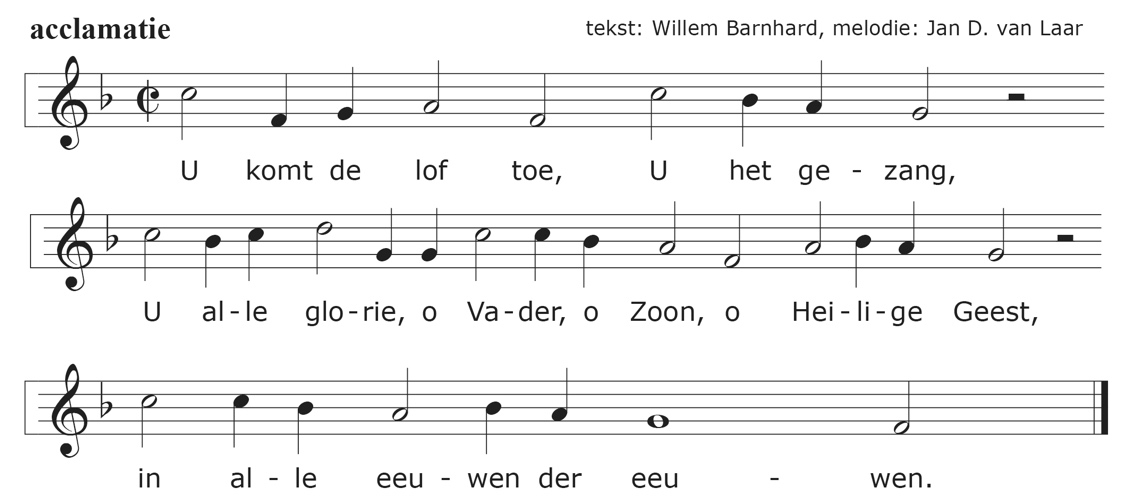 acclamatie tekst: Willem Barnhard, melodie: Jan D. van Laar
U komt de lof toe, U het ge - zang,
U al - le glo - rie, o Va - der, o Zoon, o Hei - li - ge Geest,
in al - le eeu - wen der eeu - wen.